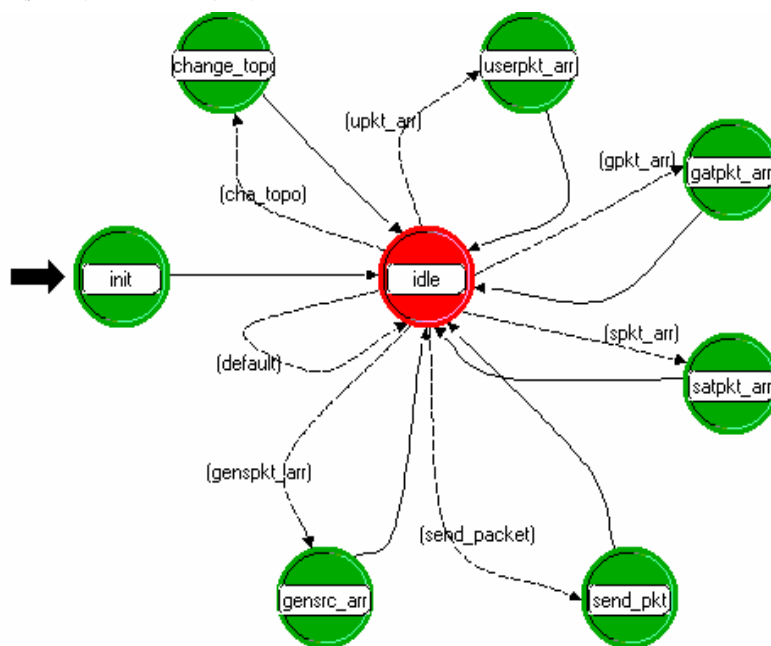 change_topo
userpkt_arr
(upkt_arr)
(gpkt_arr)
gatpkt_arr
(cha_topo)
init
idle
(spkt_arr)
(default)
satpkt_arr
(genspkt_arr)
(send_packet)
gensrc_arr
send_pkt